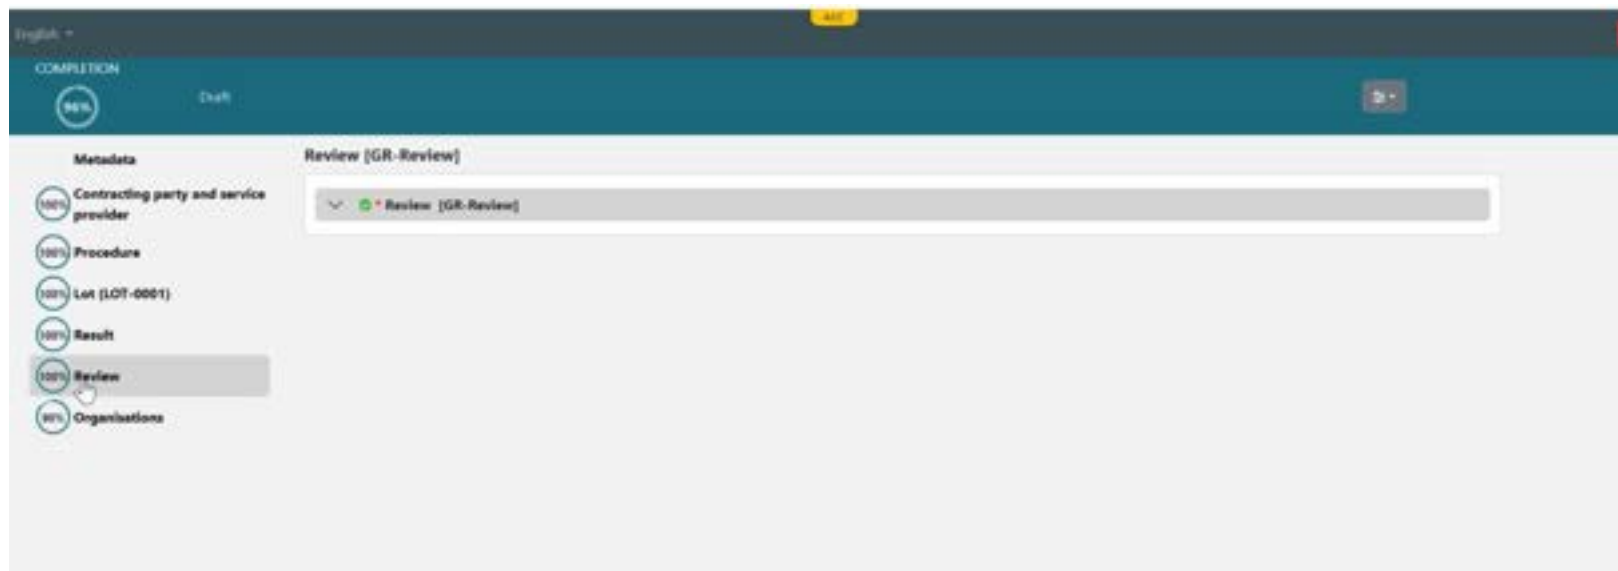 English
COMPLETION
96%
Draft
Metadata
Review [GR-Review]
100% Contracting party and service
provider
* Review [GR-Review]
100% Procedure
100% Lot (LOT-0001)
100% Result
100% Review
Organisations